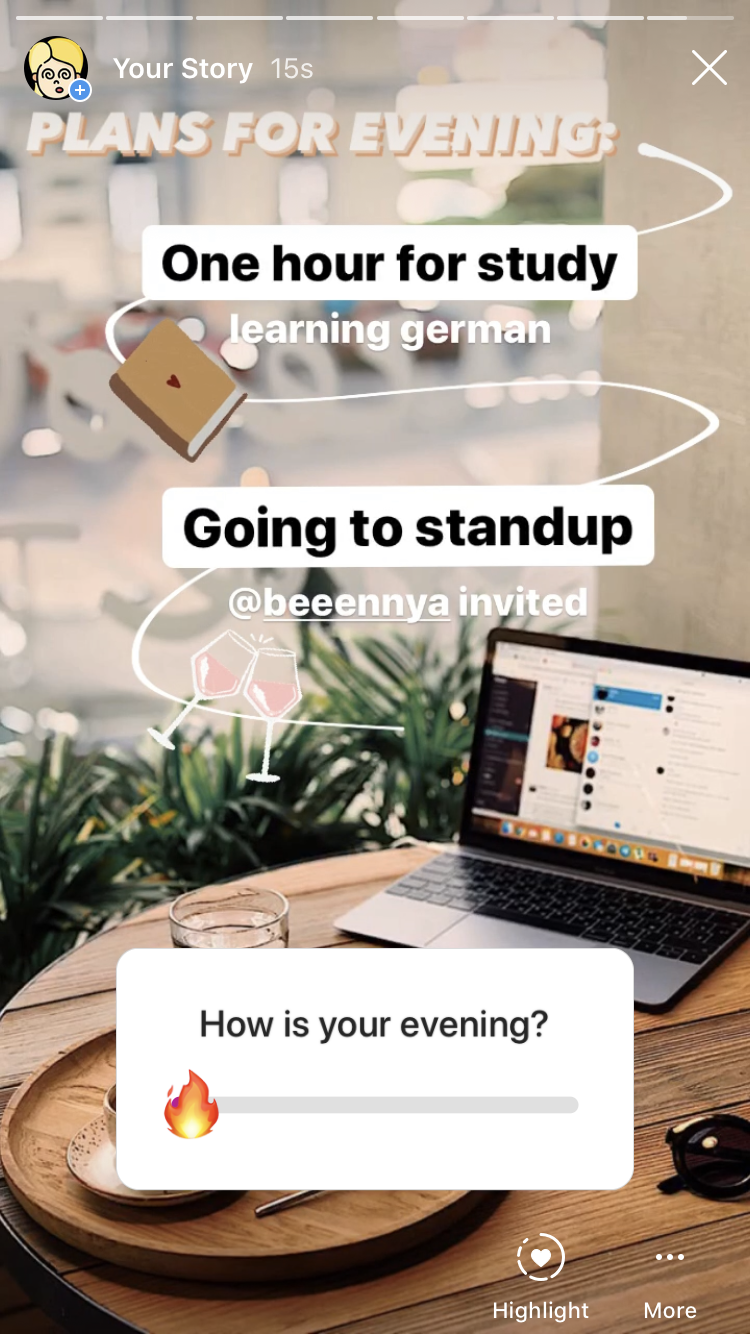 Your Story 15s
PLANS FOR EVENING:
One hour for study
learning german
Going to standup
@beeennya invited
How is your evening?
Highlight
More